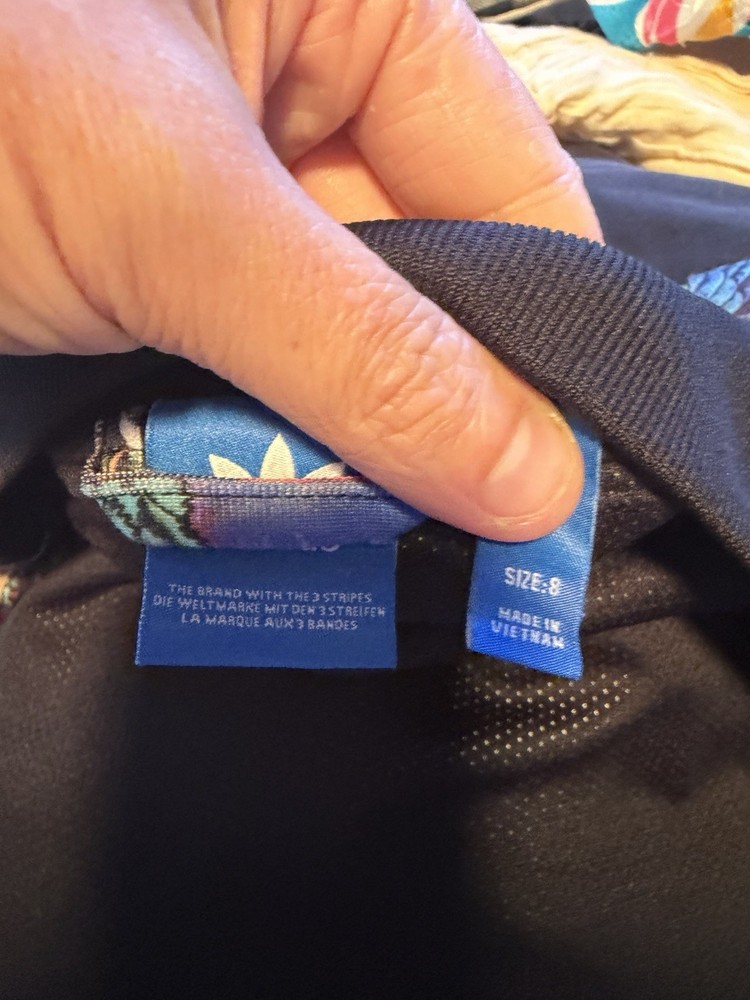 THE BRAND WITH THE 3 STRIPES
DIE WELTMARKE MIT DEN 3 STREIFEN
LA MARQUE AUX 3 BANDES
SIZE:8
MADE IN
VIETNAM